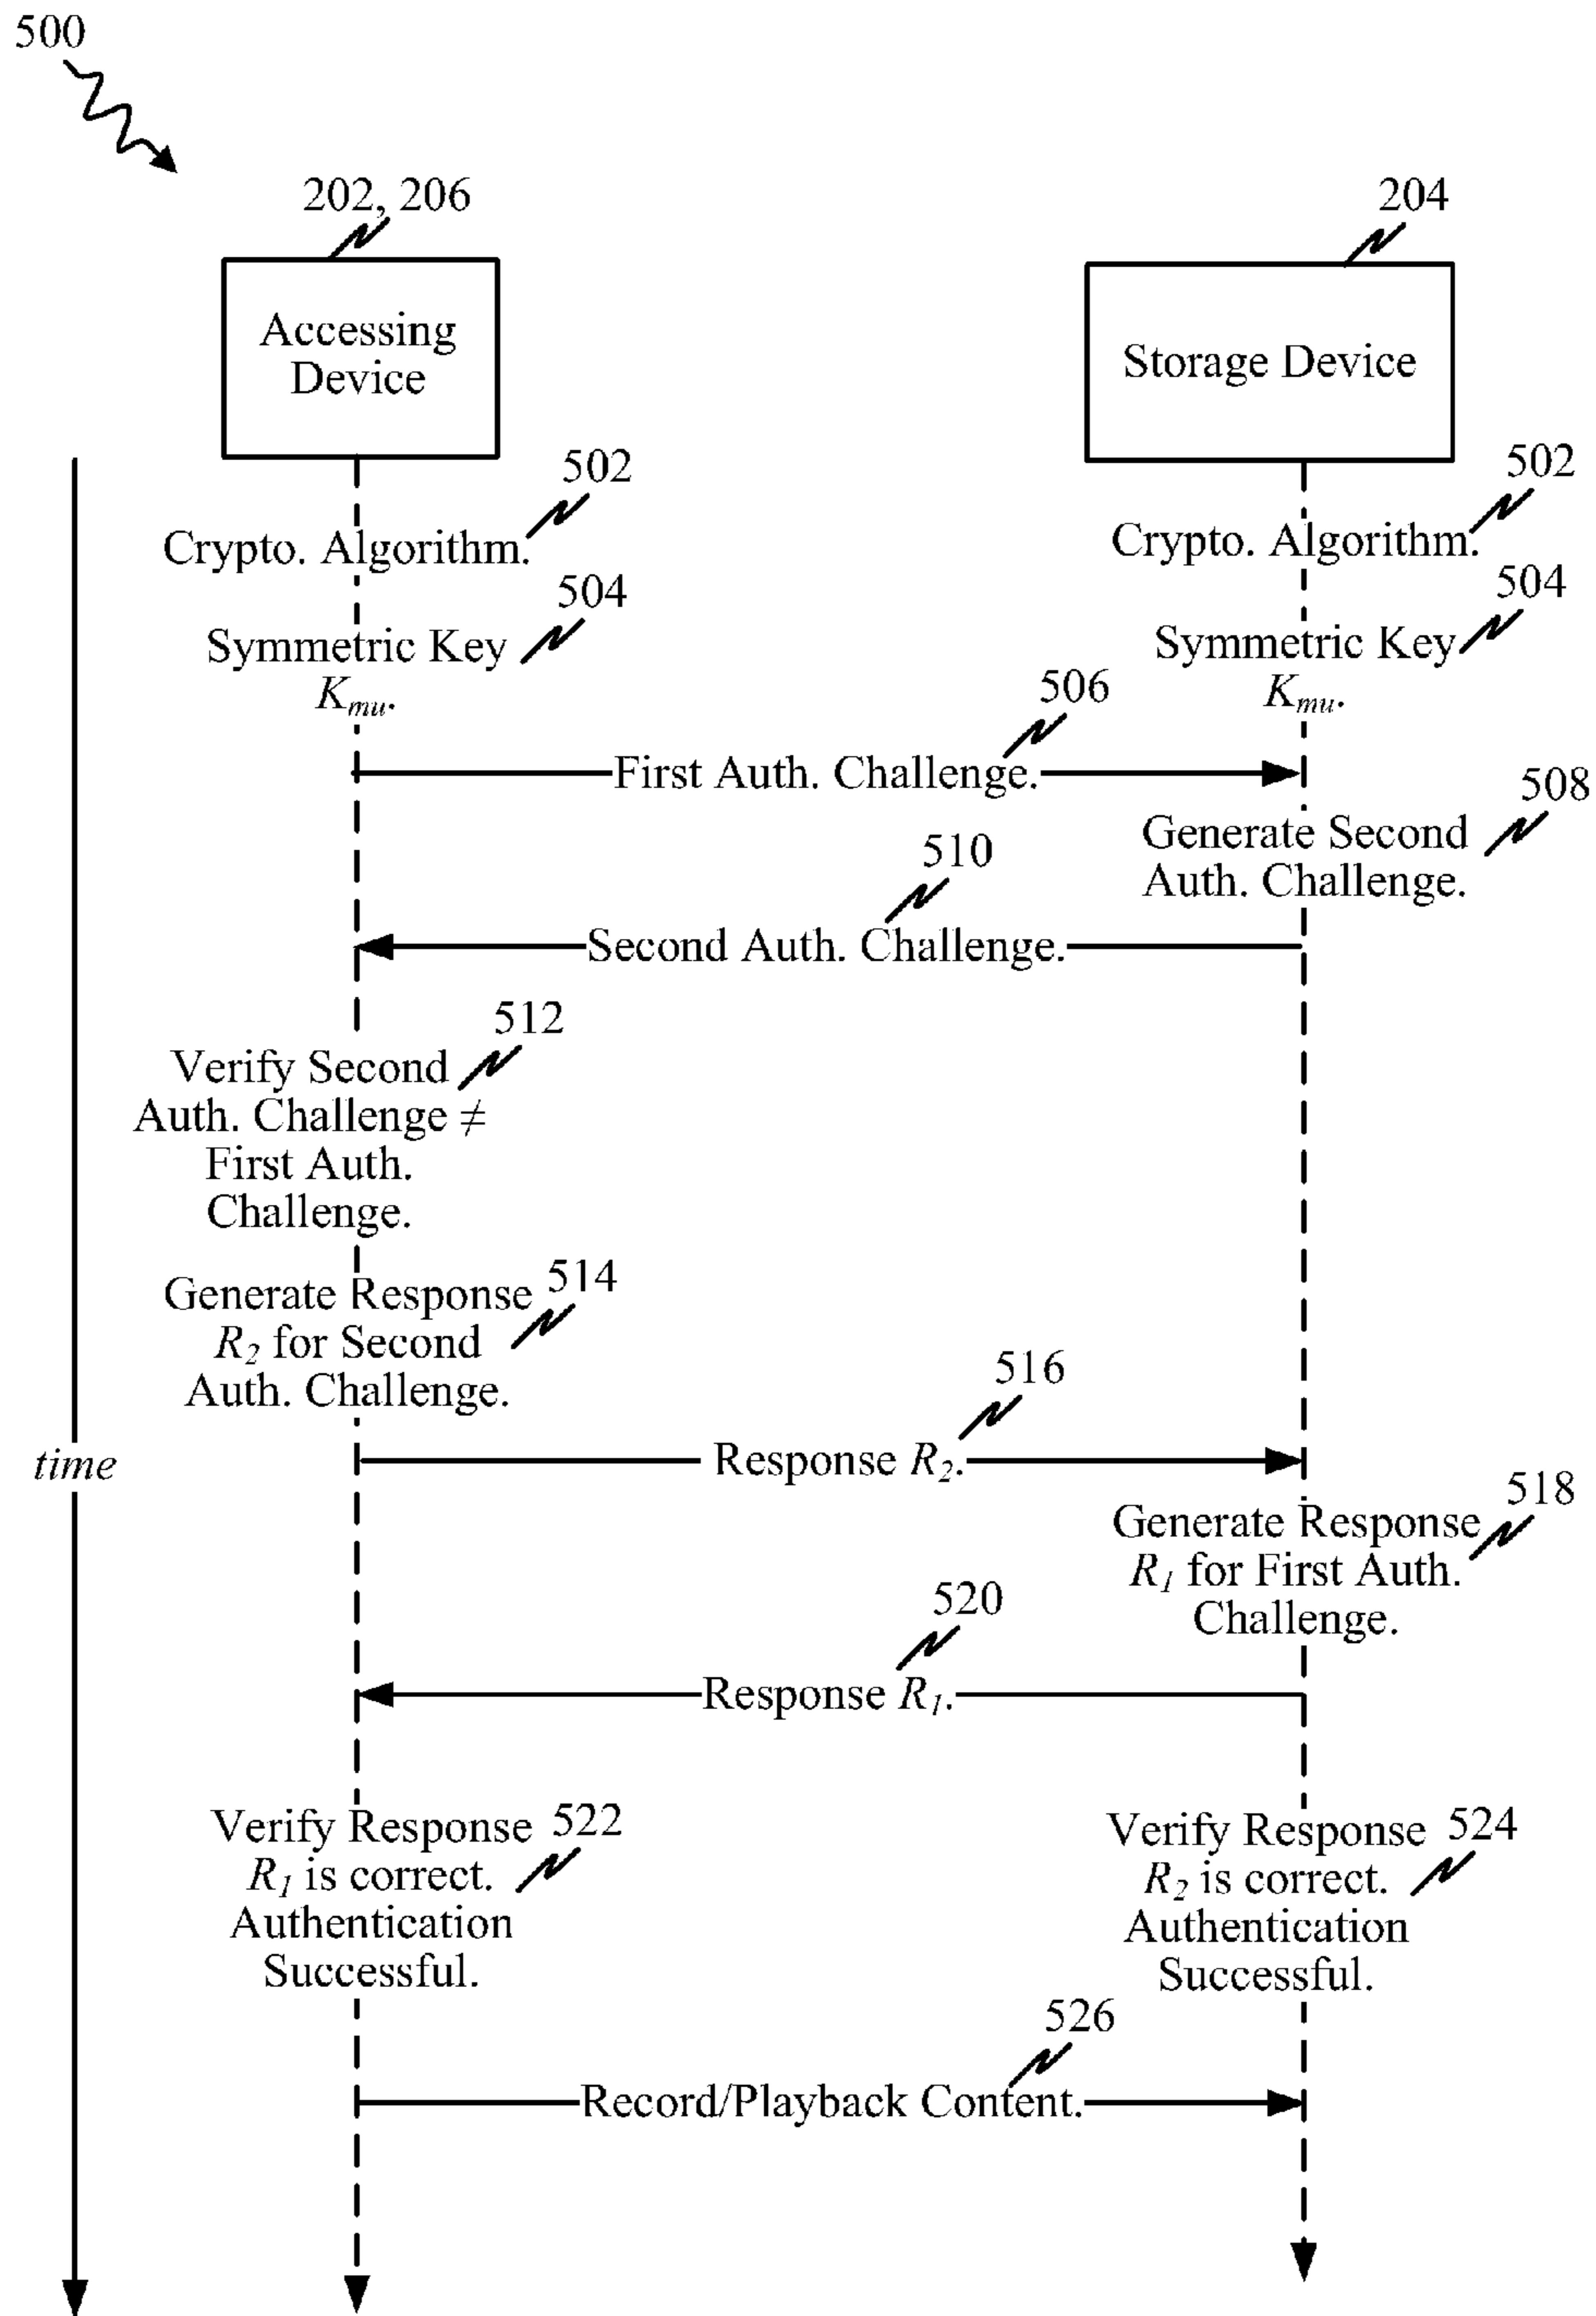 500
202, 206
204
Accessing
Device
Storage Device
502
Crypto. Algorithm.
502
Crypto. Algorithm.
504
Symmetric Key
Kmu.
504
Symmetric Key
Kmu.
506
First Auth. Challenge.
508
Generate Second
Auth. Challenge.
510
Second Auth. Challenge.
512
Verify Second
Auth. Challenge ≠
First Auth.
Challenge.
514
Generate Response
R2 for Second
Auth. Challenge.
516
time
Response R2.
518
Generate Response
R1 for First Auth.
Challenge.
520
Response R1.
522
Verify Response
R1 is correct.
Authentication
Successful.
524
Verify Response
R2 is correct.
Authentication
Successful.
526
Record/Playback Content.